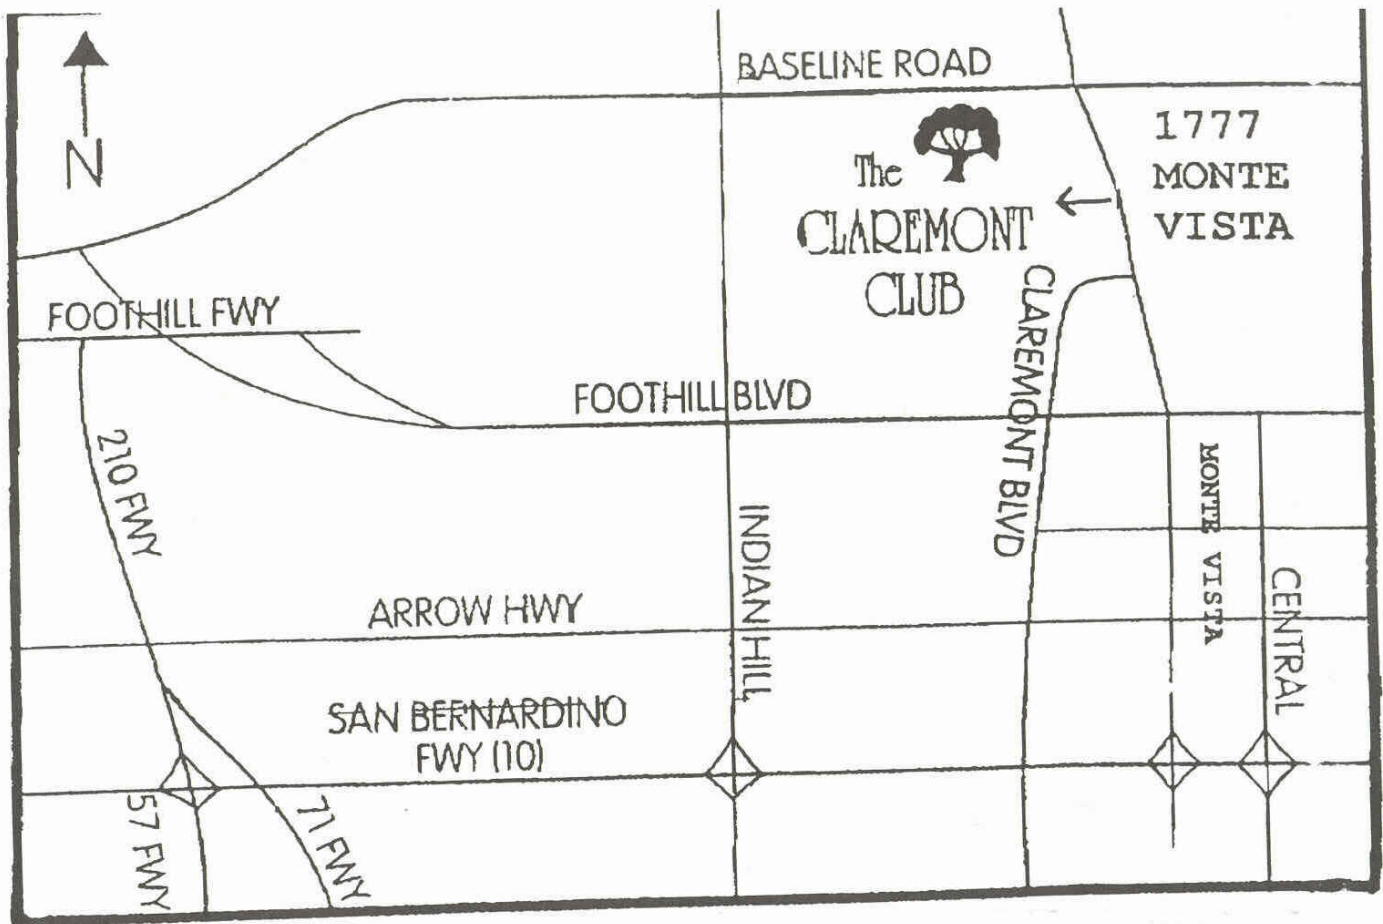 BASELINE ROAD
N
The
CLAREMONT
CLUB
1777
MONTE
VISTA
FOOTHILL FWY
FOOTHILL BLVD
CLAREMONT BLVD
210 FWY
INDIAN HILL
MONTE VISTA
CENTRAL
ARROW HWY
SAN BERNARDINO
FWY (10)
57 FWY
71 FWY